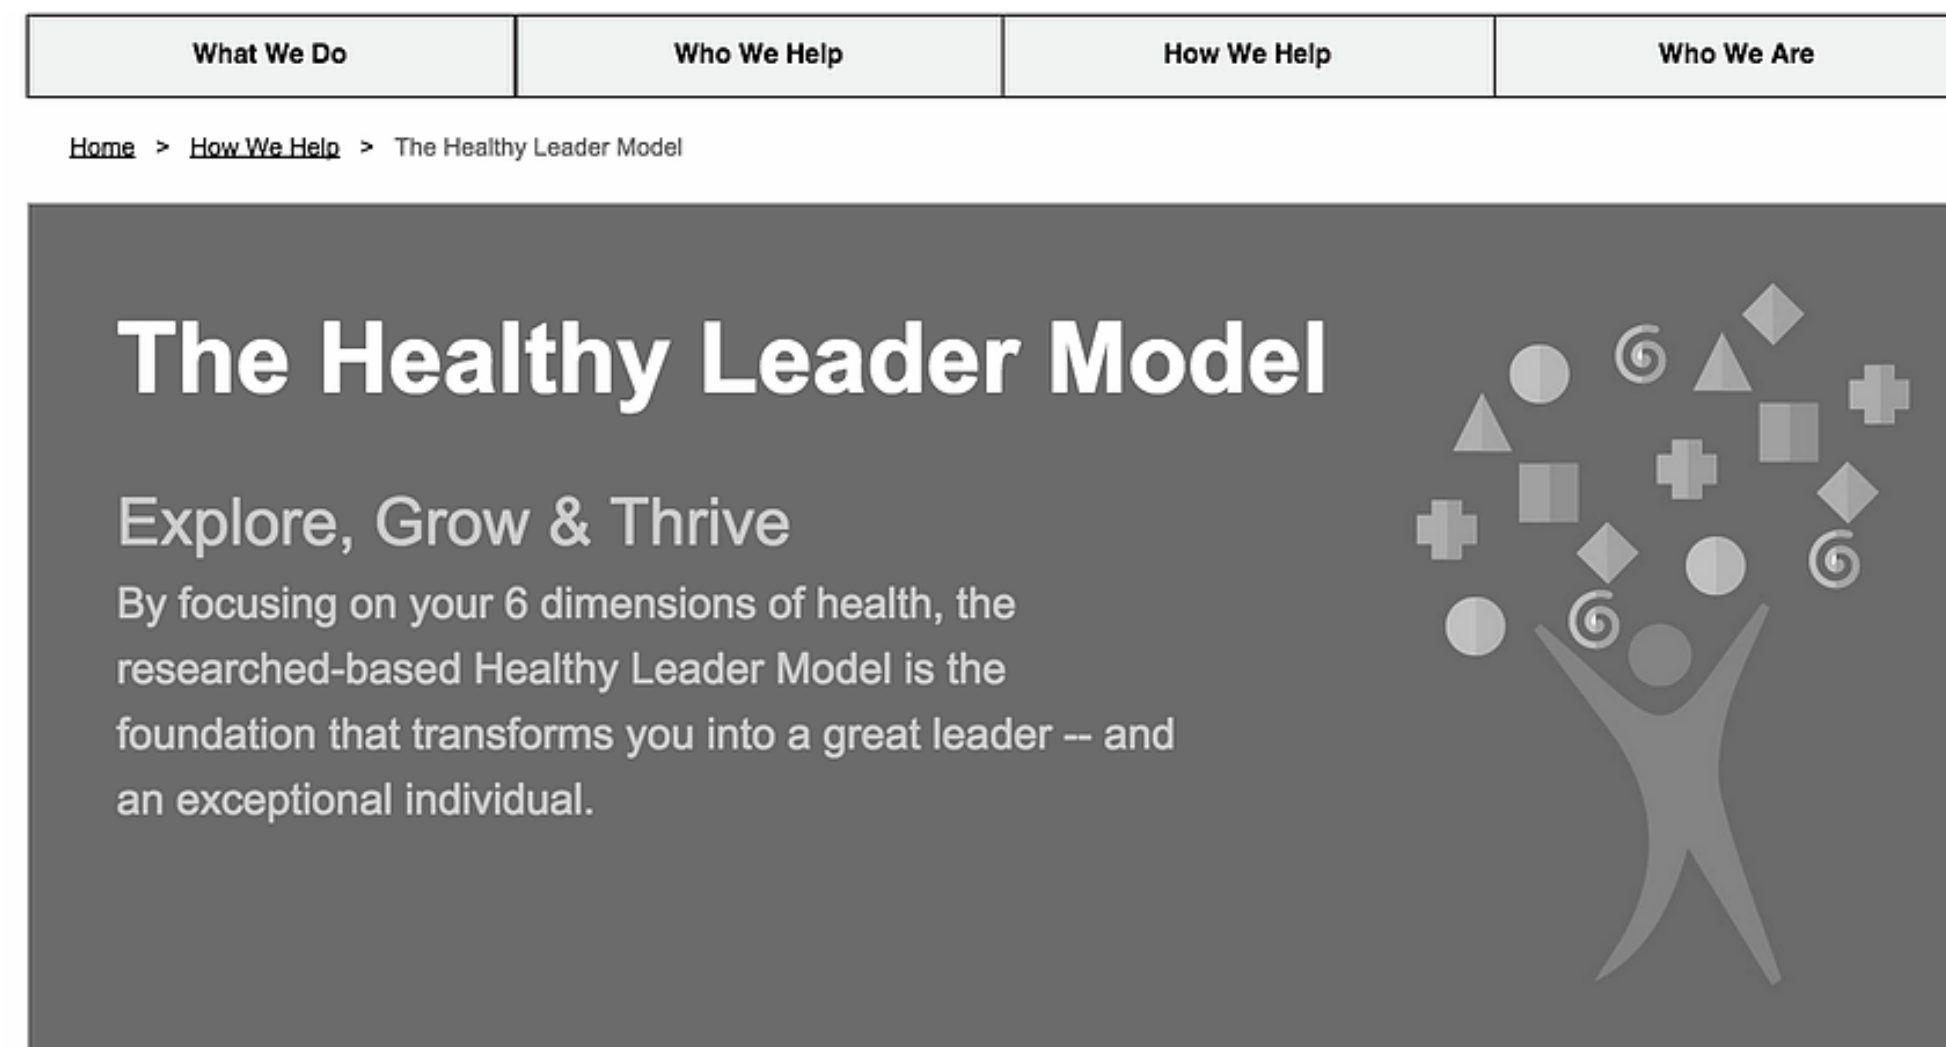 What We Do
Who We Help
How We Help
Who We Are
Home > How We Help > The Healthy Leader Model
The Healthy Leader Model
Explore, Grow & Thrive
By focusing on your 6 dimensions of health, the
researched-based Healthy Leader Model is the
foundation that transforms you into a great leader -- and
an exceptional individual.